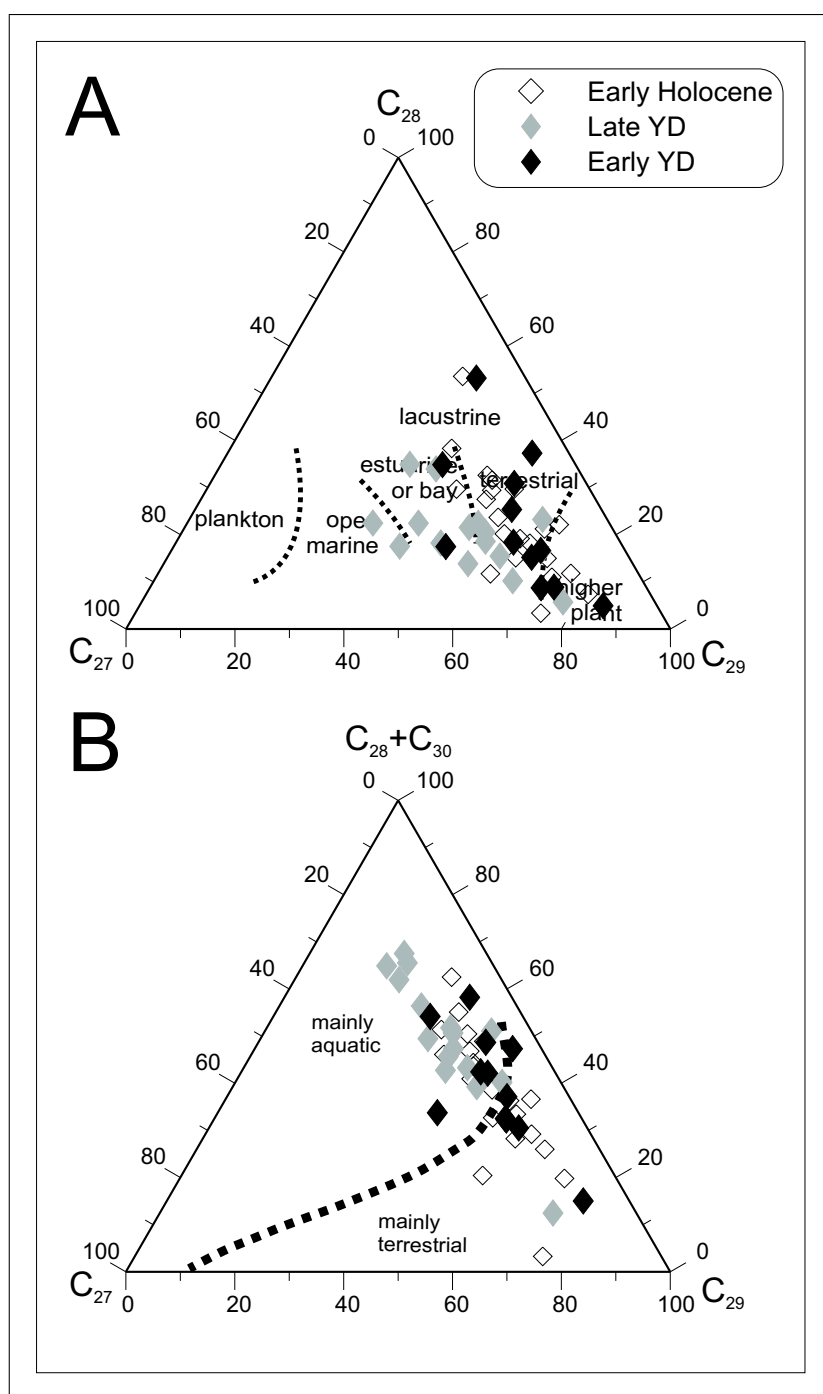 A
Early Holocene
Late YD
Early YD
C28
0 100
20 80
40 60
lacustrine
60 40
estuarine
or bay
terrestrial
plankton
open
marine
80 20
higher
plant
100 0
C27 0 20 40 60 80 100 C29
B
C28+C30
0 100
20 80
40 60
mainly
aquatic
60 40
80 20
mainly
terrestrial
100 0
C27 0 20 40 60 80 100 C29